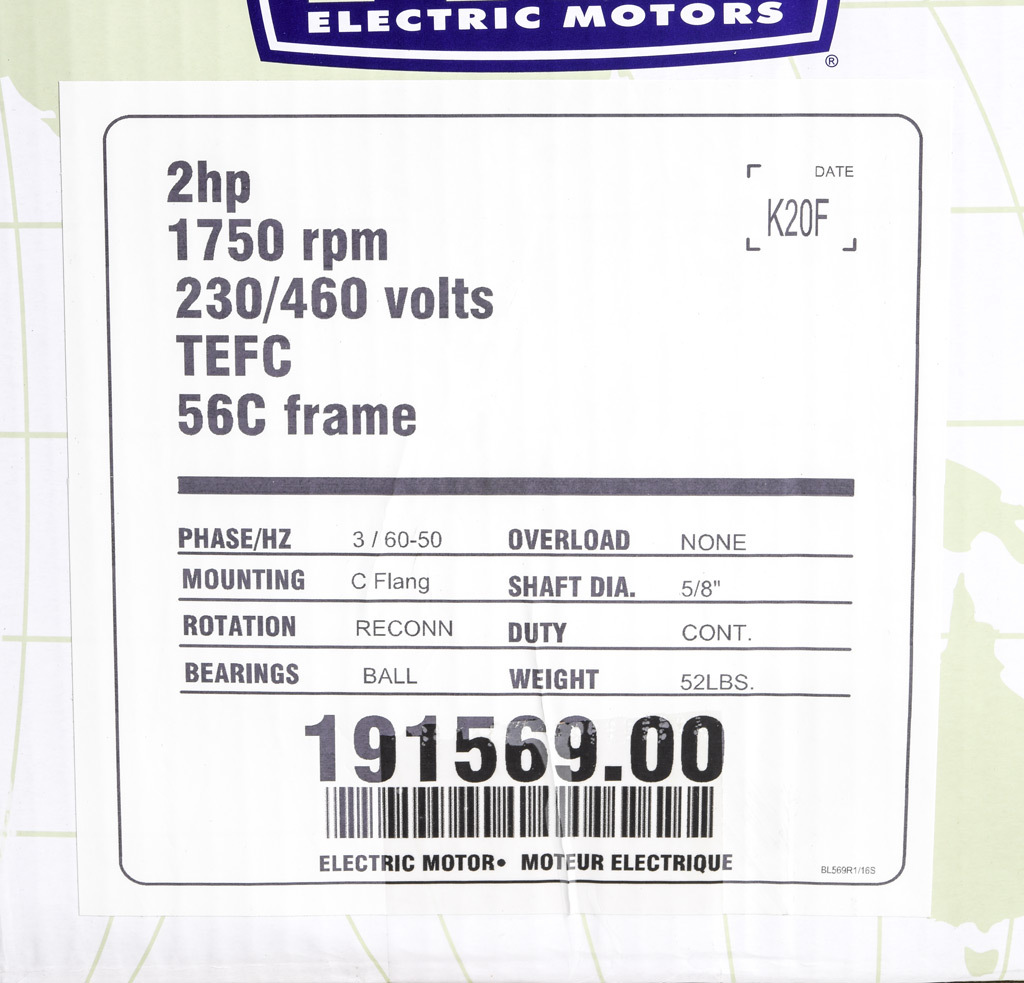 ELECTRIC MOTORS
®
2hp
DATE
1750 rpm
K20F
230/460 volts
TEFC
56C frame
PHASE/HZ 3 / 60-50 OVERLOAD NONE
MOUNTING C Flang SHAFT DIA. 5/8"
ROTATION RECONN DUTY CONT.
BEARINGS BALL WEIGHT 52LBS.
191569.00
ELECTRIC MOTOR• MOTEUR ELECTRIQUE
BL569R1/16S